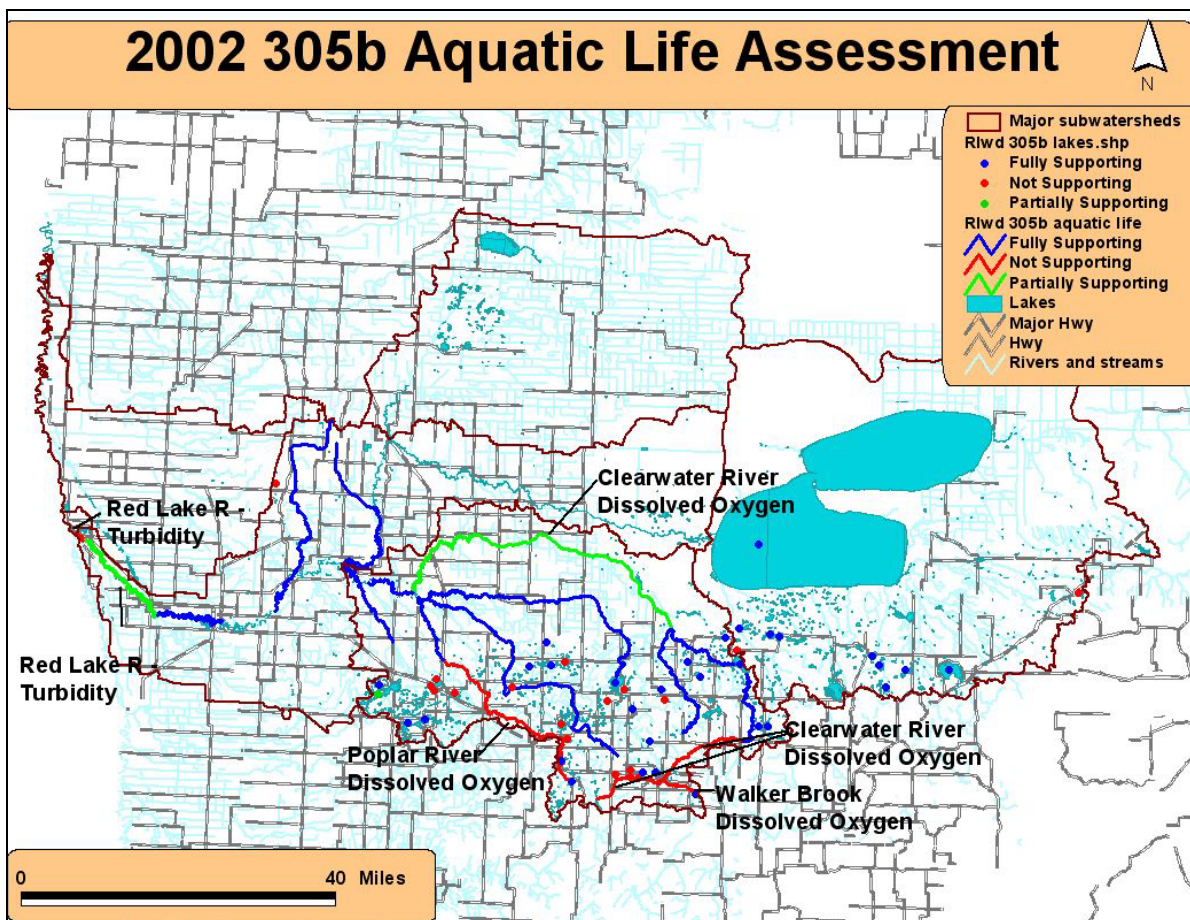 2002 305b Aquatic Life Assessment
N
Major subwatersheds
Rlwd 305b lakes.shp
Fully Supporting
Not Supporting
Partially Supporting
Rlwd 305b aquatic life
Fully Supporting
Not Supporting
Partially Supporting
Lakes
Major Hwy
Hwy
Rivers and streams
Clearwater River
Dissolved Oxygen
Red Lake R -
Turbidity
Red Lake R -
Turbidity
Poplar River
Dissolved Oxygen
Clearwater River
Dissolved Oxygen
Walker Brook
Dissolved Oxygen
0 40 Miles